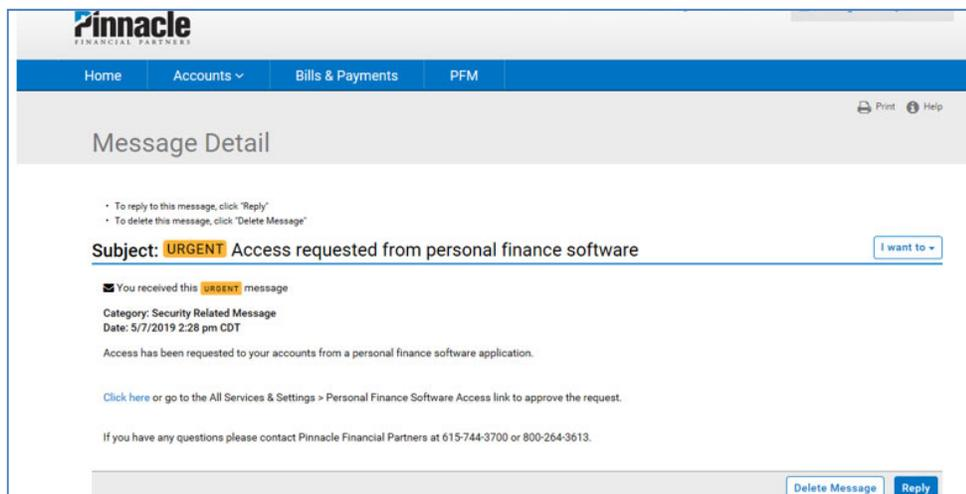 Pinnacle
FINANCIAL PARTNERS
Home Accounts Bills & Payments PFM
Print Help
Message Detail
• To reply to this message, click "Reply"
• To delete this message, click "Delete Message"
Subject: URGENT Access requested from personal finance software
I want to
You received this URGENT message
Category: Security Related Message
Date: 5/7/2019 2:28 pm CDT
Access has been requested to your accounts from a personal finance software application.
Click here or go to the All Services & Settings > Personal Finance Software Access link to approve the request.
If you have any questions please contact Pinnacle Financial Partners at 615-744-3700 or 800-264-3613.
Delete Message Reply